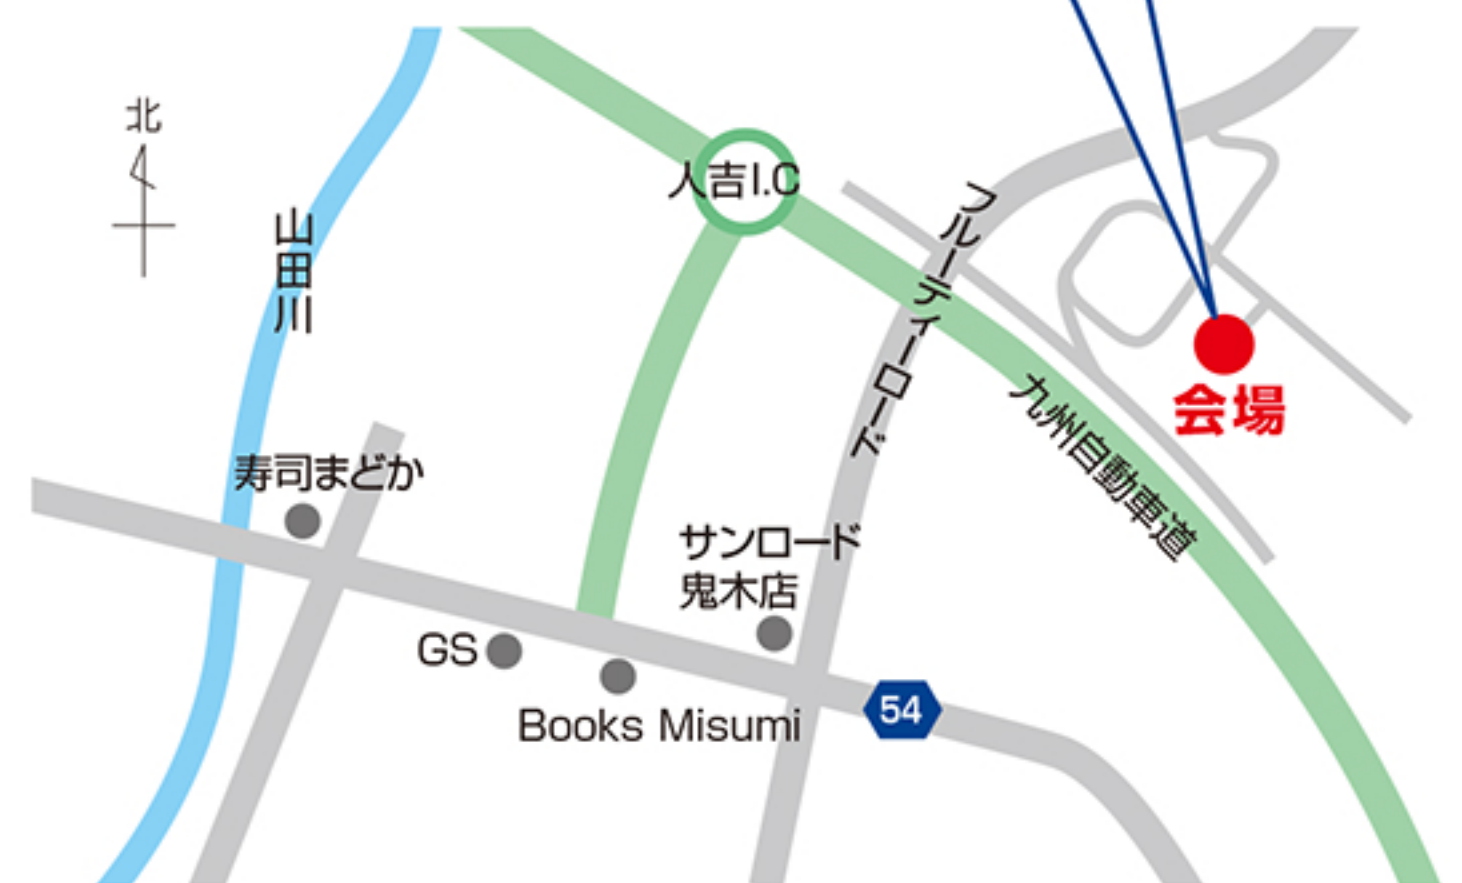 北
人吉I.C
山田川
フルーティーロード
会場
九州自動車道
寿司まどか
サンロード
鬼木店
GS
54
Books Misumi